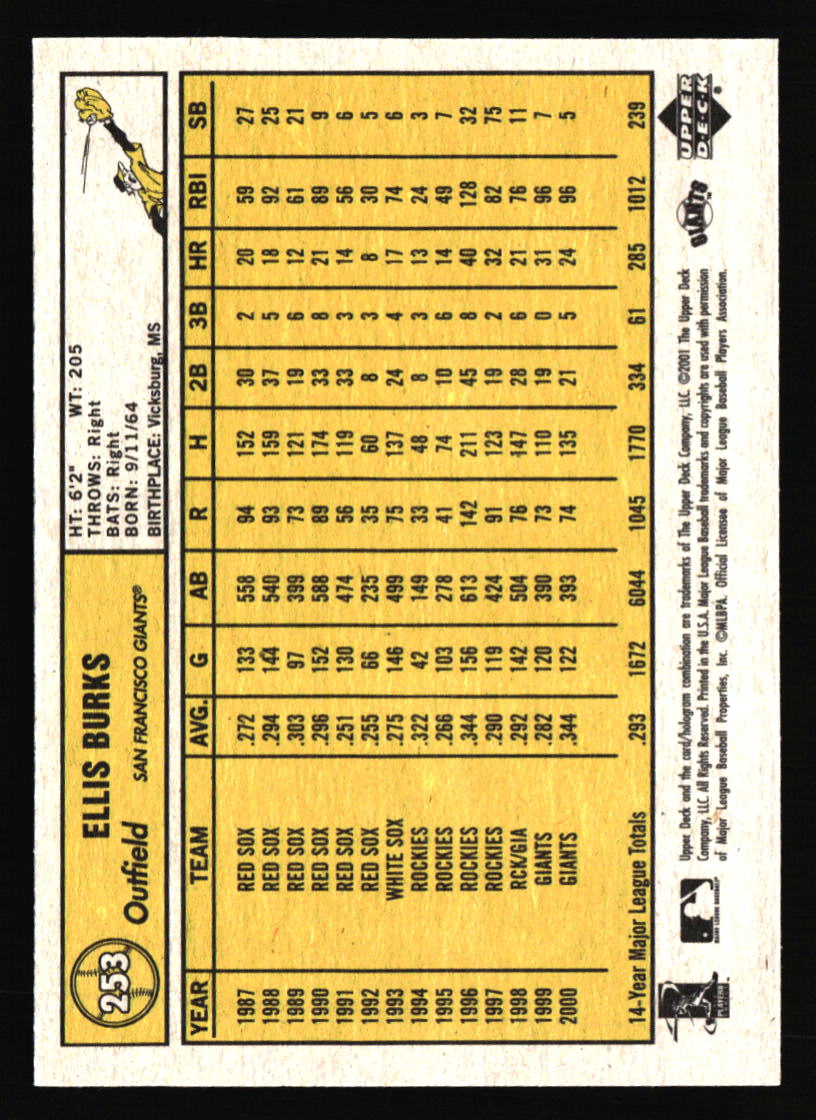 253
ELLIS BURKS
Outfield SAN FRANCISCO GIANTS®
HT: 6'2" WT: 205
THROWS: Right
BATS: Right
BORN: 9/11/64
BIRTHPLACE: Vicksburg, MS
YEAR TEAM AVG. G AB R H 2B 3B HR RBI SB
1987 RED SOX .272 133 558 94 152 30 2 20 59 27
1988 RED SOX .294 144 540 93 159 37 5 18 92 25
1989 RED SOX .303 97 399 73 121 19 6 12 61 21
1990 RED SOX .296 152 588 89 174 33 8 21 89 9
1991 RED SOX .251 130 474 56 119 33 3 14 56 6
1992 RED SOX .255 66 235 35 60 8 3 8 30 5
1993 WHITE SOX .275 146 499 75 137 24 4 17 74 6
1994 ROCKIES .322 42 149 33 48 8 3 13 24 3
1995 ROCKIES .266 103 278 41 74 10 6 14 49 7
1996 ROCKIES .344 156 613 142 211 45 8 40 128 32
1997 ROCKIES .290 119 424 91 123 19 2 32 82 75
1998 RCK/GIA .292 142 504 76 147 28 6 21 76 11
1999 GIANTS .282 120 390 73 110 19 0 31 96 7
2000 GIANTS .344 122 393 74 135 21 5 24 96 5
14-Year Major League Totals .293 1672 6044 1045 1770 334 61 285 1012 239
PLAYERS
MAJOR LEAGUE BASEBALL
Upper Deck and the card/hologram combination are trademarks of The Upper Deck Company, LLC. ©2001 The Upper Deck
Company, LLC. All Rights Reserved. Printed in the U.S.A. Major League Baseball trademarks and copyrights are used with permission
of Major League Baseball Properties, Inc. ©MLBPA. Official Licensee of Major League Baseball Players Association.
GIANTS™
UPPER
DECK®